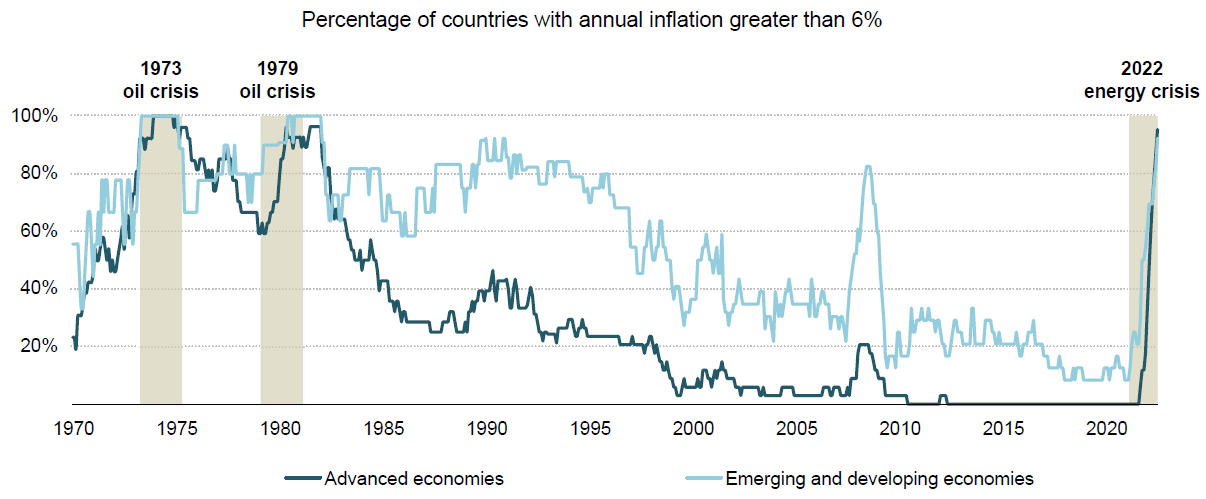 Percentage of countries with annual inflation greater than 6%
1973
oil crisis
1979
oil crisis
2022
energy crisis
100%
80%
60%
40%
20%
1970 1975 1980 1985 1990 1995 2000 2005 2010 2015 2020
Advanced economies Emerging and developing economies